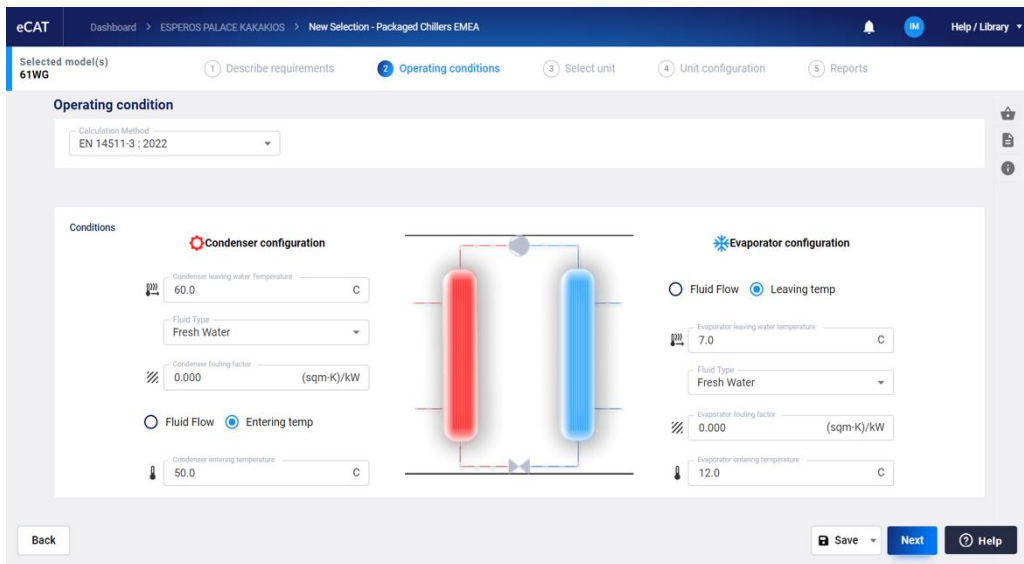 eCAT Dashboard > ESPEROS PALACE KAKAKIOS > New Selection - Packaged Chillers EMEA IM Help / Library
Selected model(s)
61WG
1 Describe requirements 2 Operating conditions 3 Select unit 4 Unit configuration 5 Reports
Operating condition
Calculation Method
EN 14511-3 : 2022
Conditions
Condenser configuration
Condenser leaving water Temperature
60.0 C
Fluid Type
Fresh Water
Condenser fouling factor
0.000 (sqm-K)/kW
Fluid Flow Entering temp
Condenser entering temperature
50.0 C
Evaporator configuration
Fluid Flow Leaving temp
Evaporator leaving water temperature
7.0 C
Fluid Type
Fresh Water
Evaporator fouling factor
0.000 (sqm-K)/kW
Evaporator entering temperature
12.0 C
Back Save Next Help